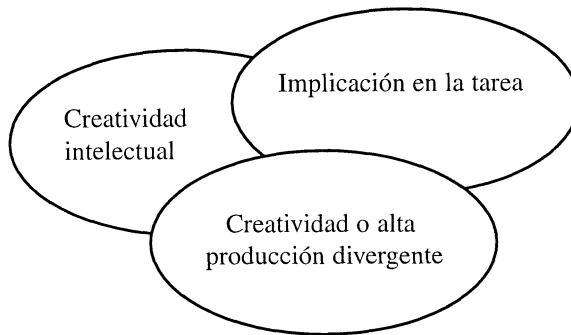 Implicación en la tarea
Creatividad
intelectual
Creatividad o alta
producción divergente